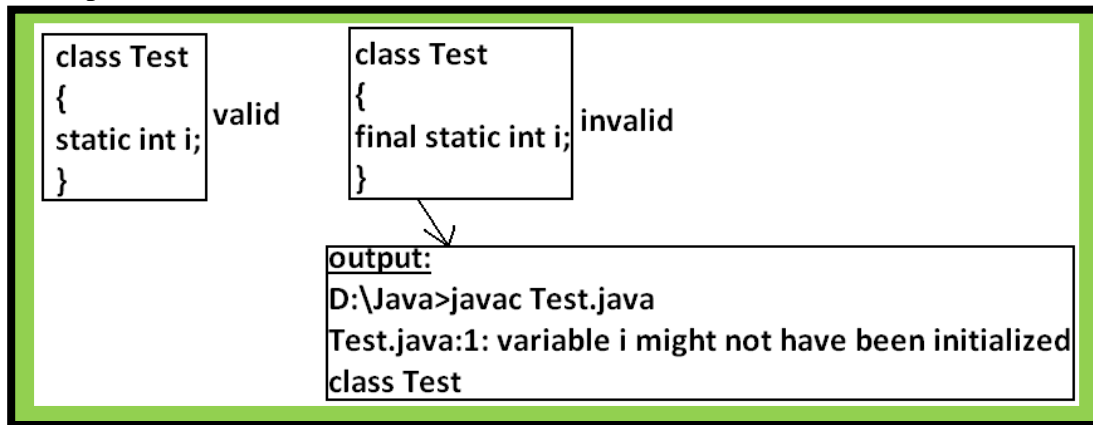 class Test
{
static int i;
}
valid
class Test
{
final static int i;
}
invalid
output:
D:\Java>javac Test.java
Test.java:1: variable i might not have been initialized
class Test